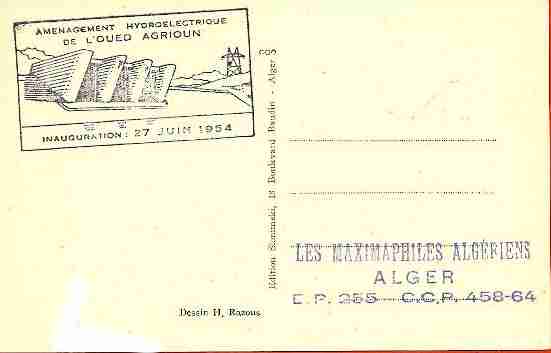 AMENAGEMENT HYDROELECTRIQUE
DE L'OUED AGRIOUN
INAUGURATION: 27 JUIN 1954
Edition 13 Boulevard Baudin - Alger
LES MAXIMAPHILES ALGÉRIENS
ALGER
B.P. 255 C.C.P. 458-64
Dessin H. Razous